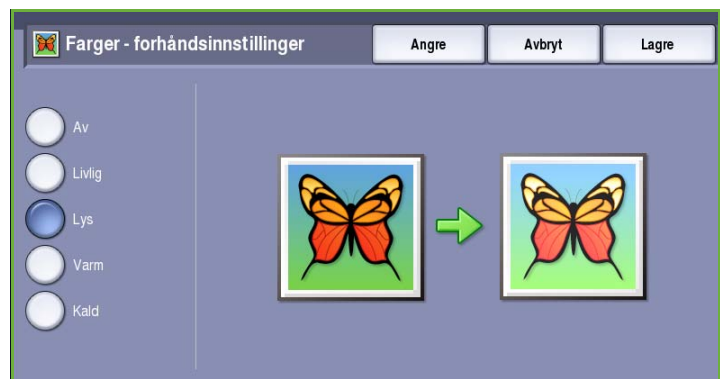 Farger - forhåndsinnstillinger
Angre
Avbryt
Lagre
Av
Livlig
Lys
Varm
Kald